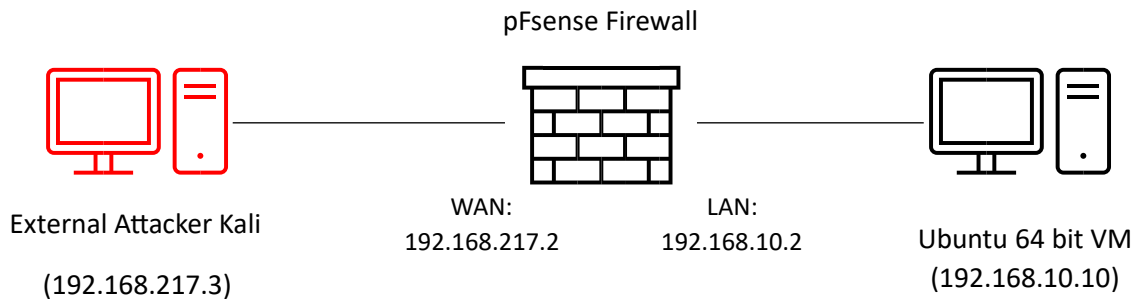 pFsense Firewall
External Attacker Kali
(192.168.217.3)
WAN:
192.168.217.2
LAN:
192.168.10.2
Ubuntu 64 bit VM
(192.168.10.10)